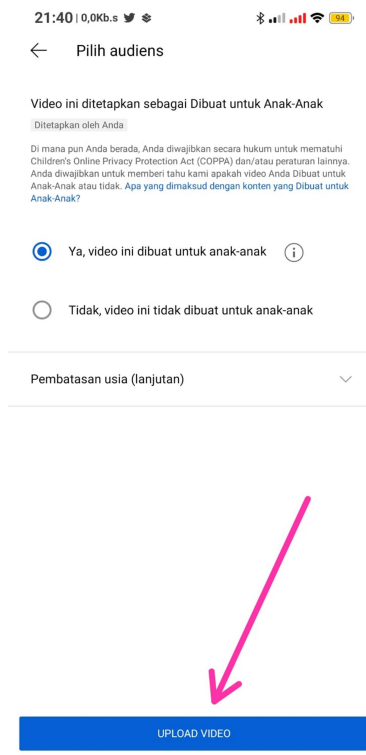 21:40 | 0,0Kb.s
94
Pilih audiens
Video ini ditetapkan sebagai Dibuat untuk Anak-Anak
Ditetapkan oleh Anda
Di mana pun Anda berada, Anda diwajibkan secara hukum untuk mematuhi
Children's Online Privacy Protection Act (COPPA) dan/atau peraturan lainnya.
Anda diwajibkan untuk memberi tahu kami apakah video Anda Dibuat untuk
Anak-Anak atau tidak. Apa yang dimaksud dengan konten yang Dibuat untuk
Anak-Anak?
Ya, video ini dibuat untuk anak-anak
Tidak, video ini tidak dibuat untuk anak-anak
Pembatasan usia (lanjutan)
UPLOAD VIDEO